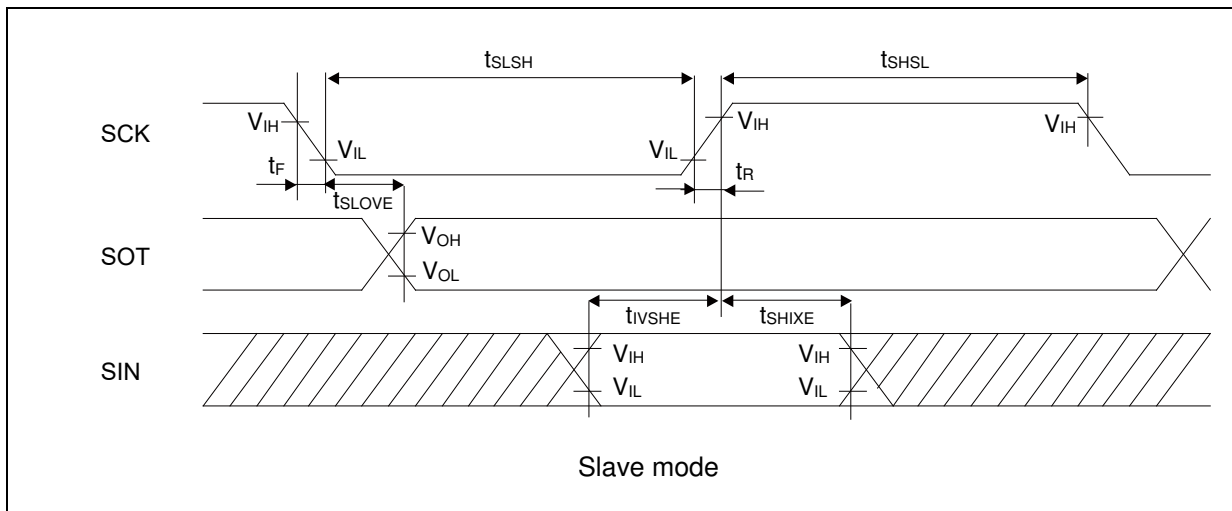 tSLSH
tSHSL
SCK
VIH
VIH
VIH
VIL
VIL
tF
tR
tSLOVE
SOT
VOH
VOL
tIVSHE
tSHIXE
SIN
VIH
VIH
VIL
VIL
Slave mode